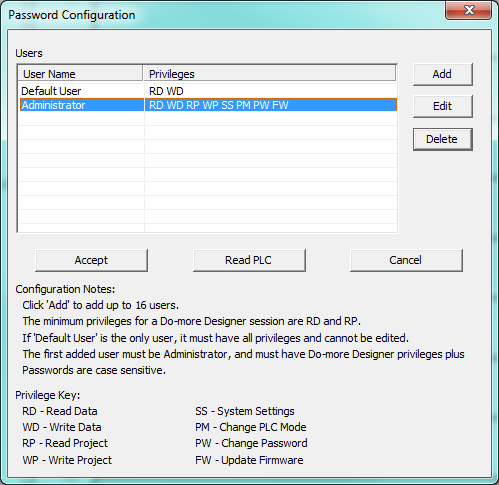 Password Configuration
Users
User Name Privileges
Default User RD WD
Administrator RD WD RP WP SS PM PW FW
Add
Edit
Delete
Accept Read PLC Cancel
Configuration Notes:
Click 'Add' to add up to 16 users.
The minimum privileges for a Do-more Designer session are RD and RP.
If 'Default User' is the only user, it must have all privileges and cannot be edited.
The first added user must be Administrator, and must have Do-more Designer privileges plus
Passwords are case sensitive.
Privilege Key:
RD - Read Data SS - System Settings
WD - Write Data PM - Change PLC Mode
RP - Read Project PW - Change Password
WP - Write Project FW - Update Firmware